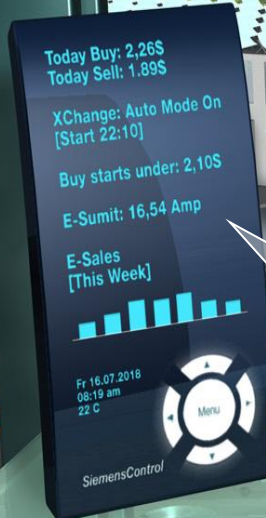 Today Buy: 2,26$
Today Sell: 1.89$
XChange: Auto Mode On
[Start 22:10]
Buy starts under: 2,10$
E-Sumit: 16,54 Amp
E-Sales
[This Week]
Fr 16.07.2018
08:19 am
22 C
Menu
SiemensControl